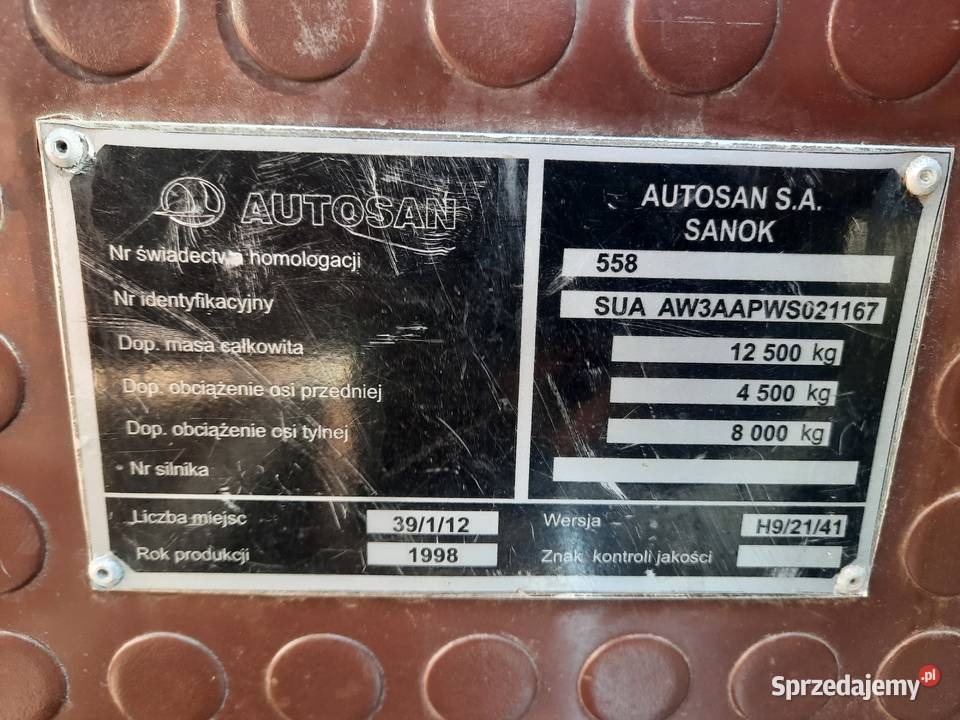 AUTOSAN
AUTOSAN S.A.
SANOK
Nr świadectwa homologacji 558
Nr identyfikacyjny SUA AW3AAPWS021167
Dop. masa całkowita 12 500 kg
Dop. obciążenie osi przedniej 4 500 kg
Dop. obciążenie osi tylnej 8 000 kg
Nr silnika
Liczba miejsc 39/1/12 Wersja H9/21/41
Rok produkcji 1998 Znak kontroli jakości
Sprzedajemy.pl